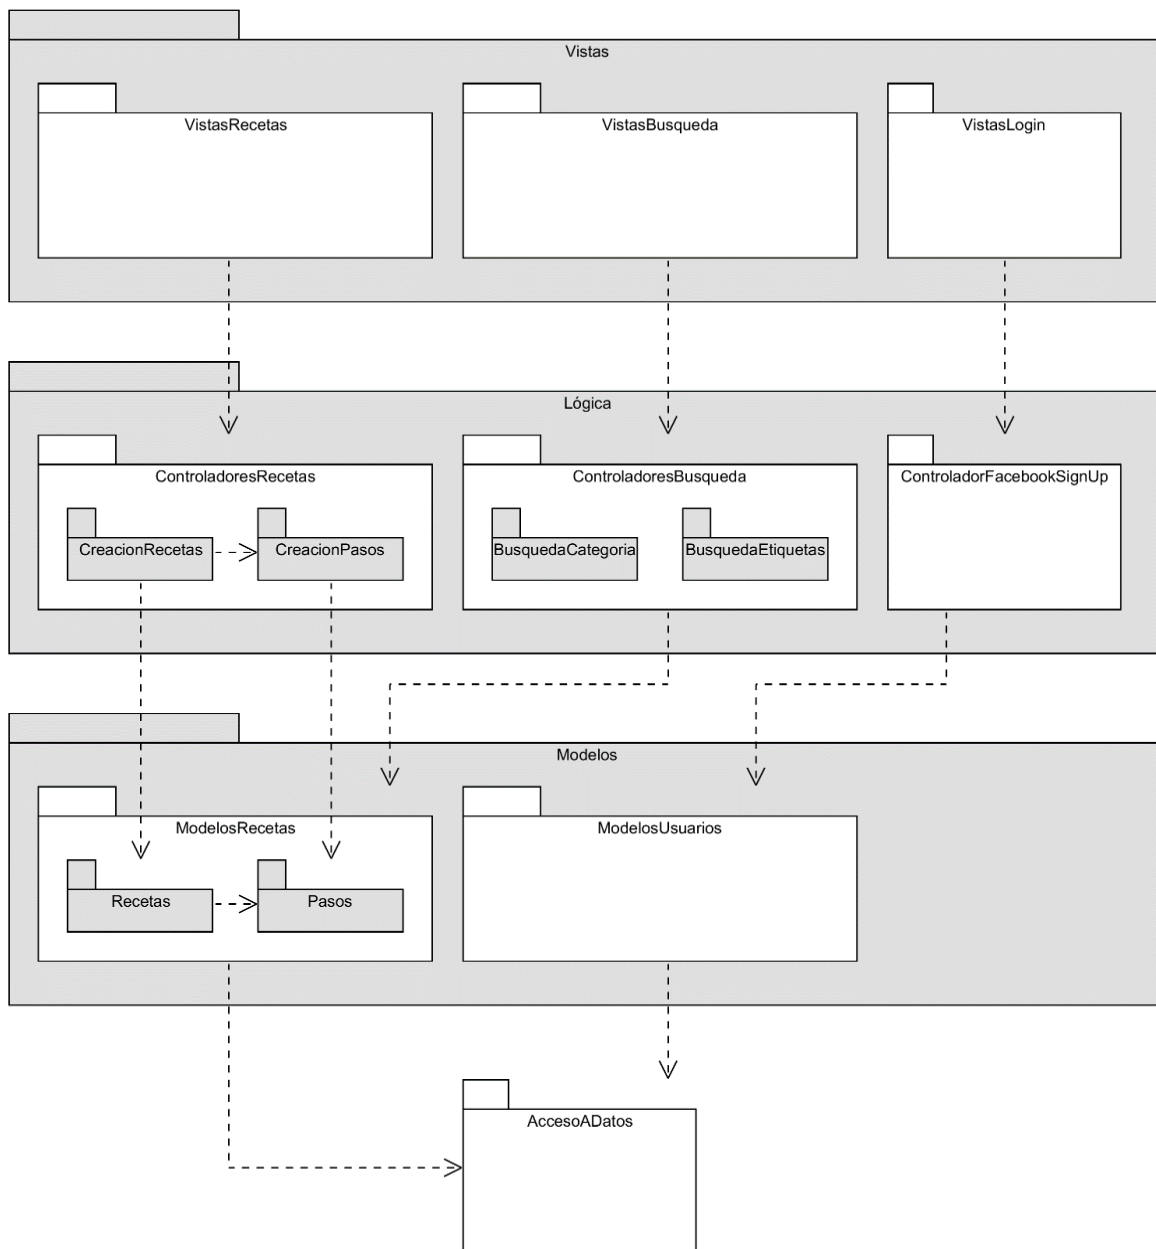 Vistas
VistasRecetas
VistasBusqueda
VistasLogin
Lógica
ControladoresRecetas
ControladoresBusqueda
ControladorFacebookSignUp
CreacionRecetas
CreacionPasos
BusquedaCategoria
BusquedaEtiquetas
Modelos
ModelosRecetas
ModelosUsuarios
Recetas
Pasos
AccesoADatos